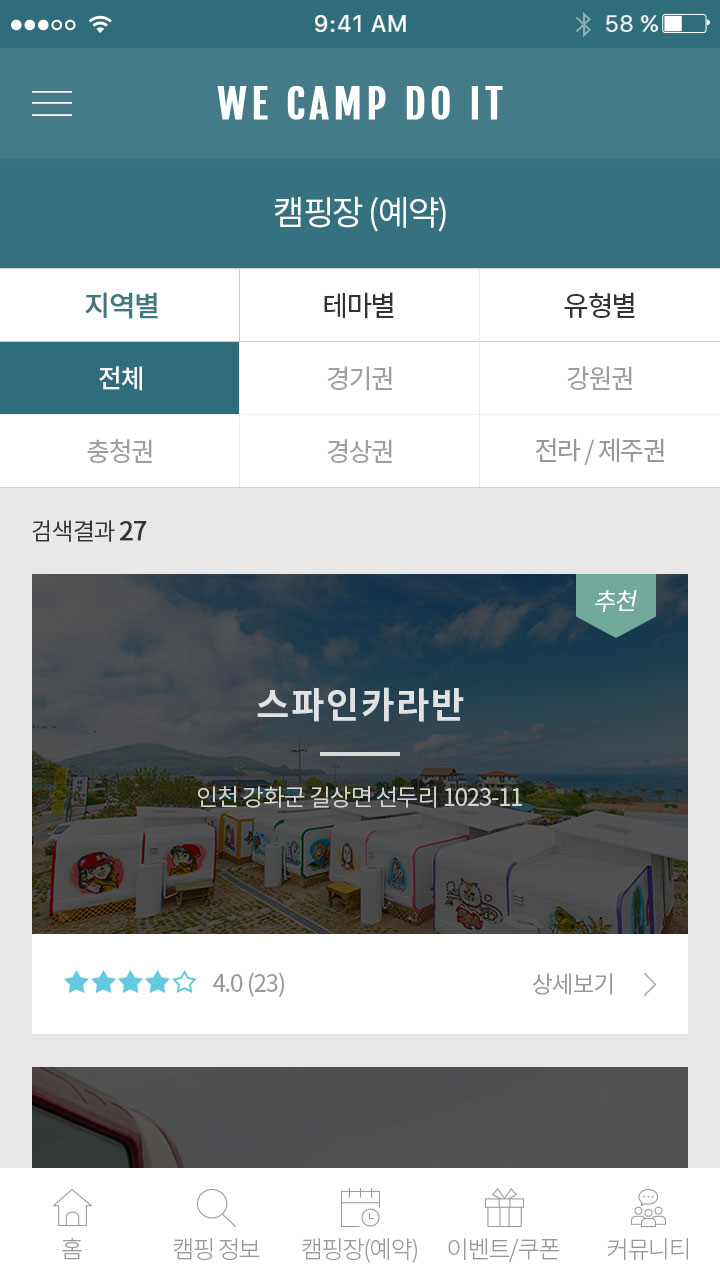 9:41 AM 58 %
WE CAMP DO IT
캠핑장 (예약)
지역별 테마별 유형별
전체 경기권 강원권
충청권 경상권 전라 / 제주권
검색결과 27
추천
스파인카라반
인천 강화군 길상면 선두리 1023-11
4.0 (23) 상세보기
홈 캠핑 정보 캠핑장(예약) 이벤트/쿠폰 커뮤니티